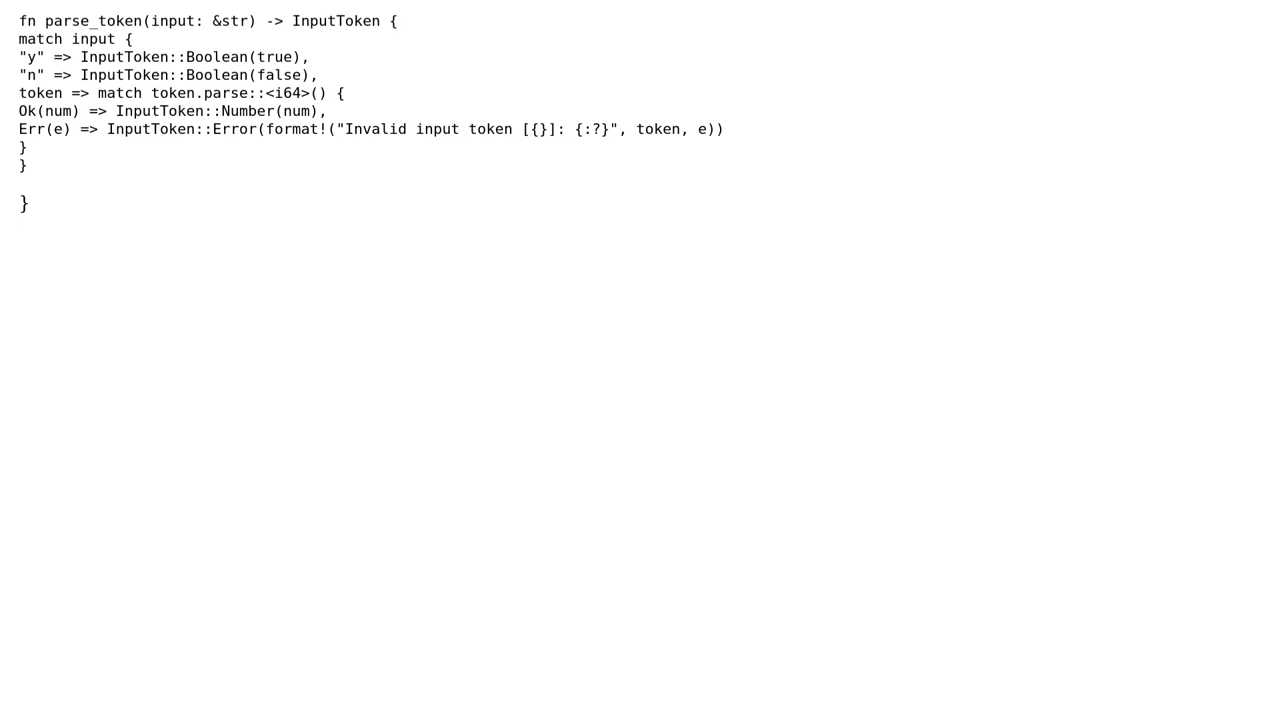 fn parse_token(input: &str) -> InputToken {
match input {
"y" => InputToken::Boolean(true),
"n" => InputToken::Boolean(false),
token => match token.parse::<i64>() {
Ok(num) => InputToken::Number(num),
Err(e) => InputToken::Error(format!("Invalid input token [{}]: {:?}", token, e))
}
}
}